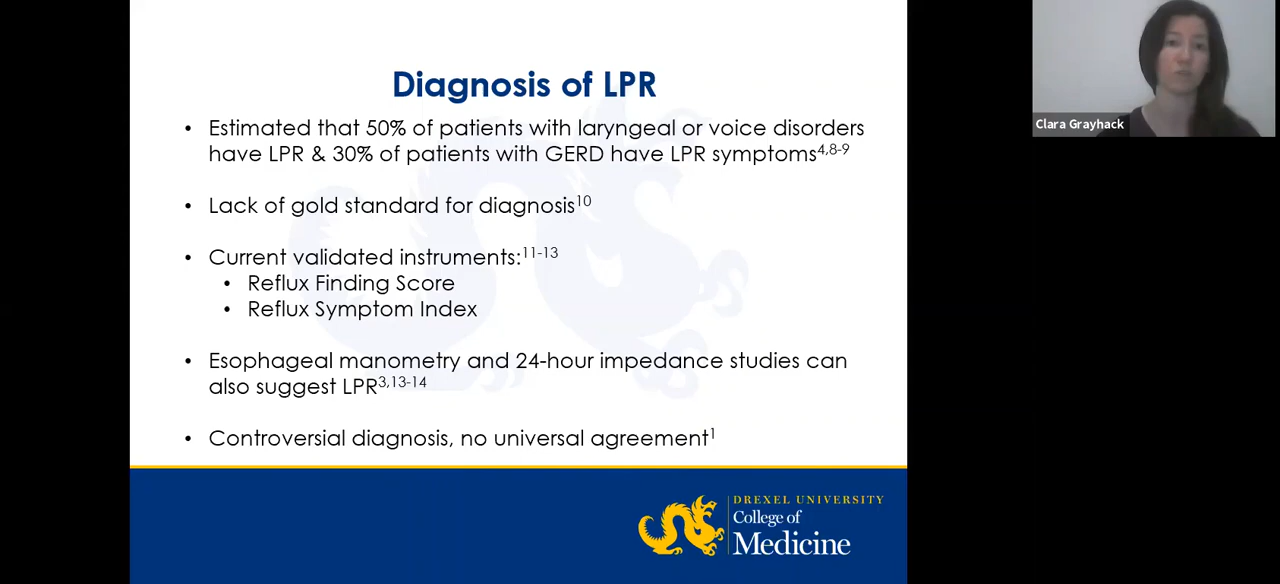 Diagnosis of LPR
• Estimated that 50% of patients with laryngeal or voice disorders
have LPR & 30% of patients with GERD have LPR symptoms4,8-9
• Lack of gold standard for diagnosis10
• Current validated instruments:11-13
• Reflux Finding Score
• Reflux Symptom Index
• Esophageal manometry and 24-hour impedance studies can
also suggest LPR3,13-14
• Controversial diagnosis, no universal agreement1
DREXEL UNIVERSITY
College of
Medicine
Clara Grayhack